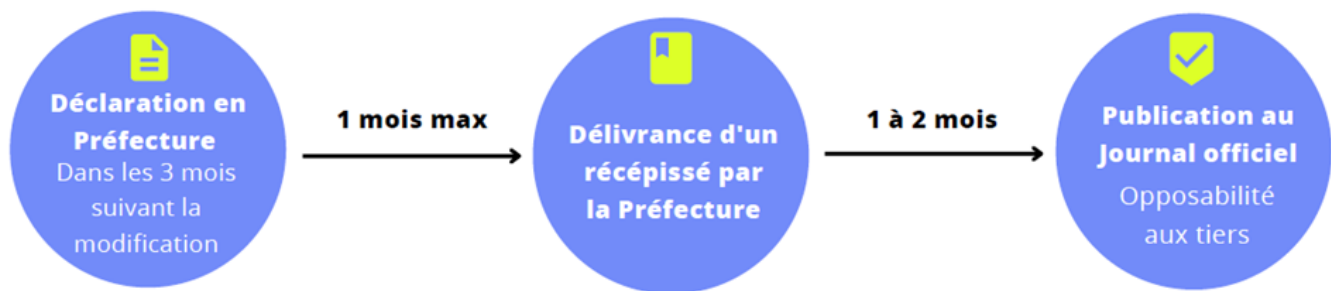 Déclaration en
Préfecture
Dans les 3 mois
suivant la
modification
1 mois max
Délivrance d'un
récépissé par
la Préfecture
1 à 2 mois
Publication au
Journal officiel
Opposabilité
aux tiers